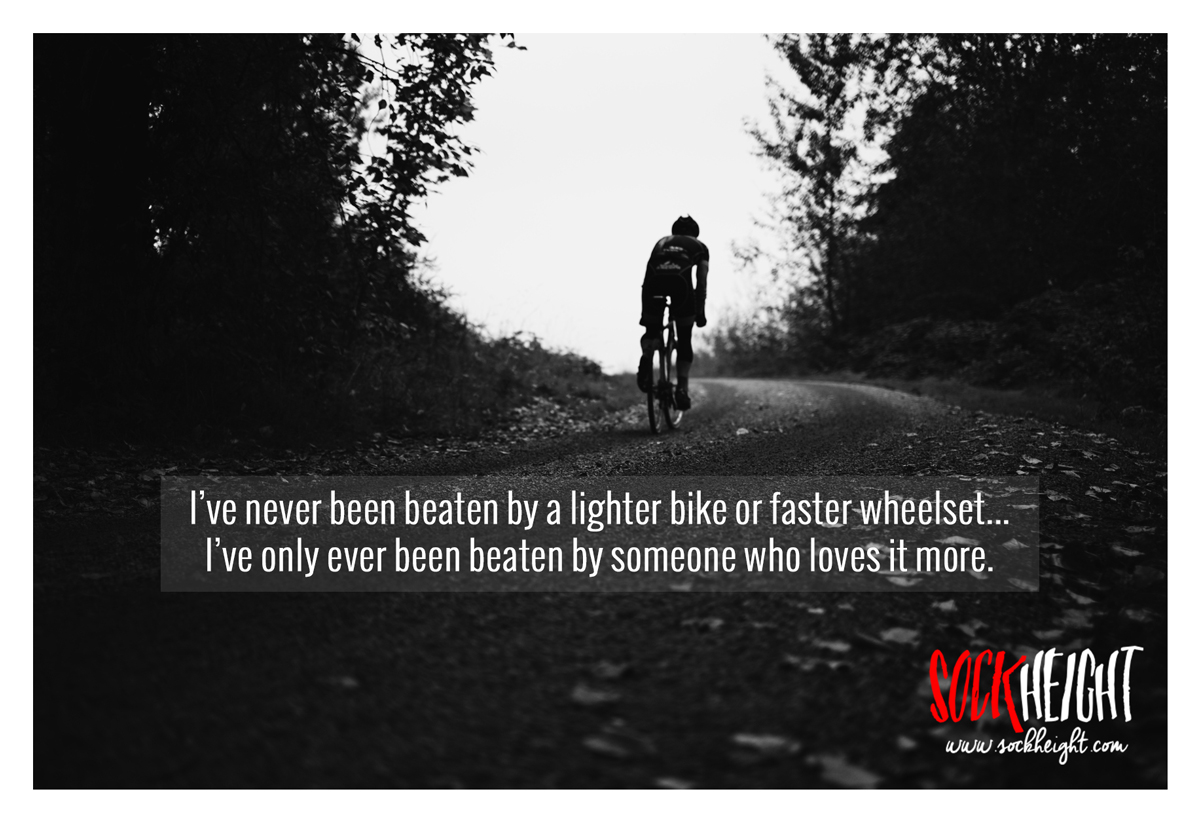 I’ve never been beaten by a lighter bike or faster wheelset...
I’ve only ever been beaten by someone who loves it more.
SOCKHEIGHT
www.sockheight.com